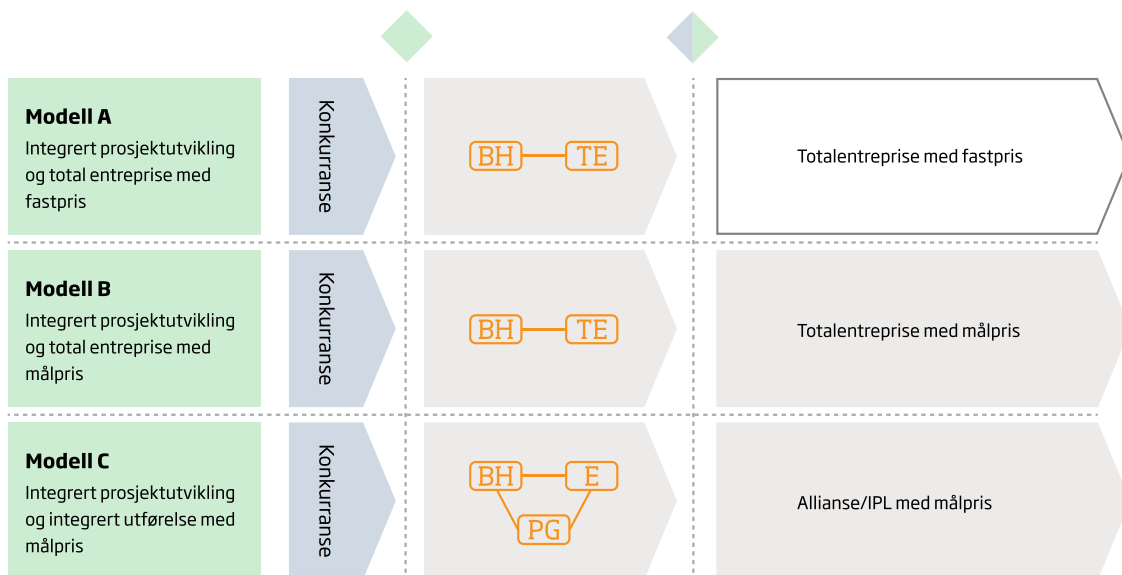 Modell A
Integrert prosjektutvikling
og total entreprise med
fastpris
Konkurranse
BH
TE
Totalentreprise med fastpris
Modell B
Integrert prosjektutvikling
og total entreprise med
målpris
Konkurranse
BH
TE
Totalentreprise med målpris
Modell C
Integrert prosjektutvikling
og integrert utførelse med
målpris
Konkurranse
BH
E
PG
Allianse/IPL med målpris